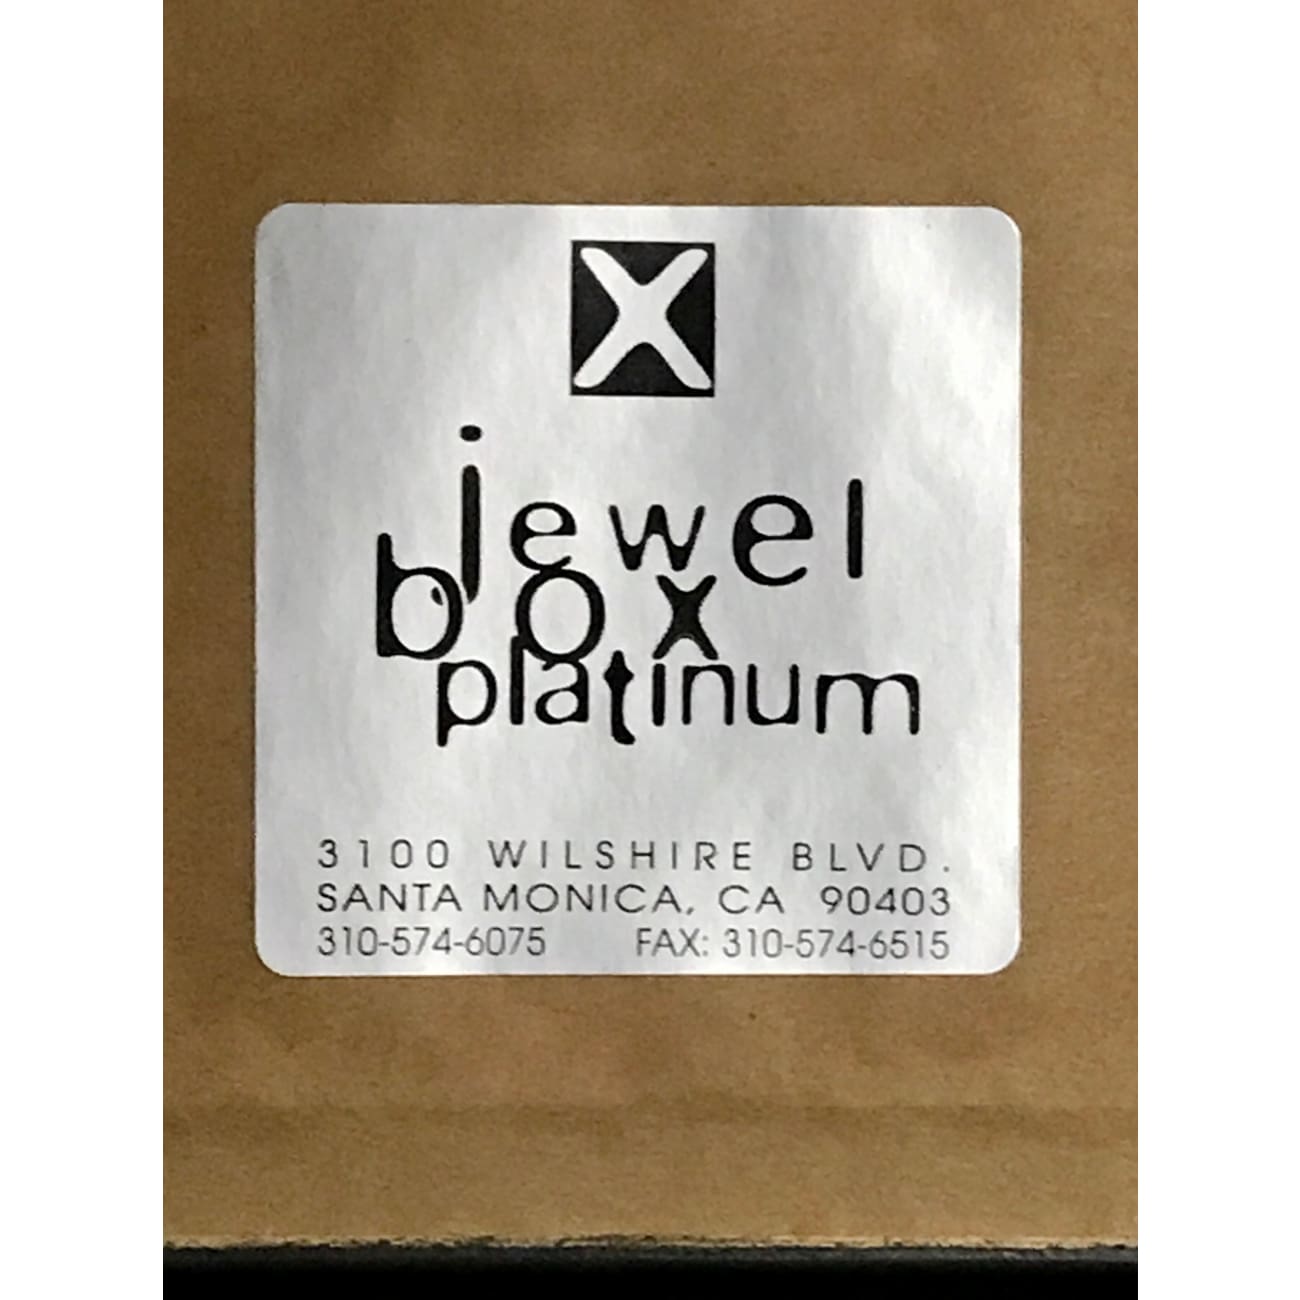 X
jewel
box
platinum
3100 WILSHIRE BLVD.
SANTA MONICA, CA 90403
310-574-6075 FAX: 310-574-6515